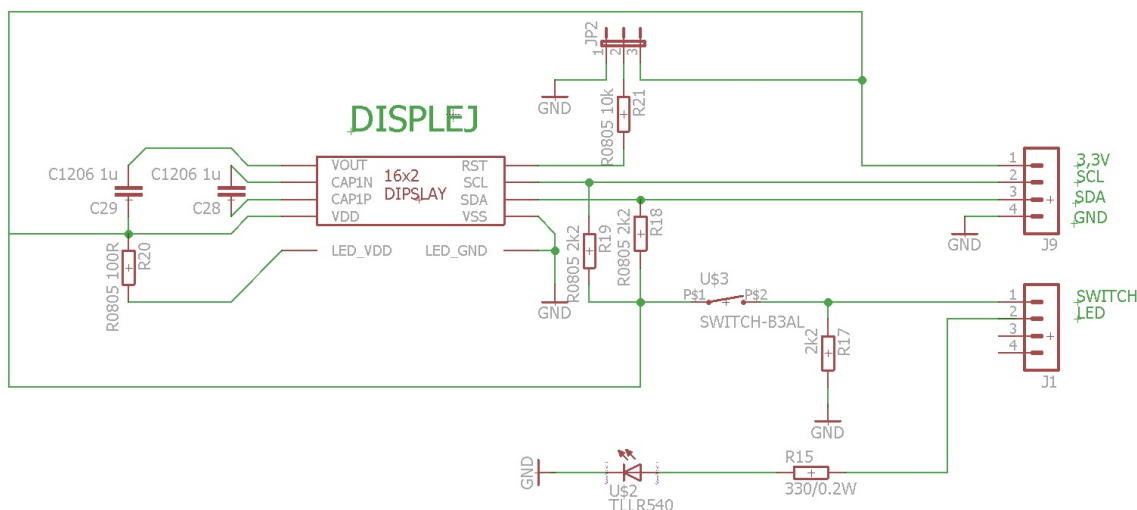 JP2
1
2
3
GND
R0805 10k
R21
DISPLEJ
C1206 1u
C29
C1206 1u
C28
VOUT
CAP1N
CAP1P
VDD
16x2
DIPSLAY
RST
SCL
SDA
VSS
LED_VDD
LED_GND
R0805 100R
R20
GND
R0805 2k2
R19
R0805 2k2
R18
1
2
3
4
3,3V
SCL
SDA
GND
J9
GND
U$3
P$1
P$2
SWITCH-B3AL
2k2
R17
GND
1
2
3
4
SWITCH
LED
J1
GND
U$2
TLLR540
R15
330/0.2W